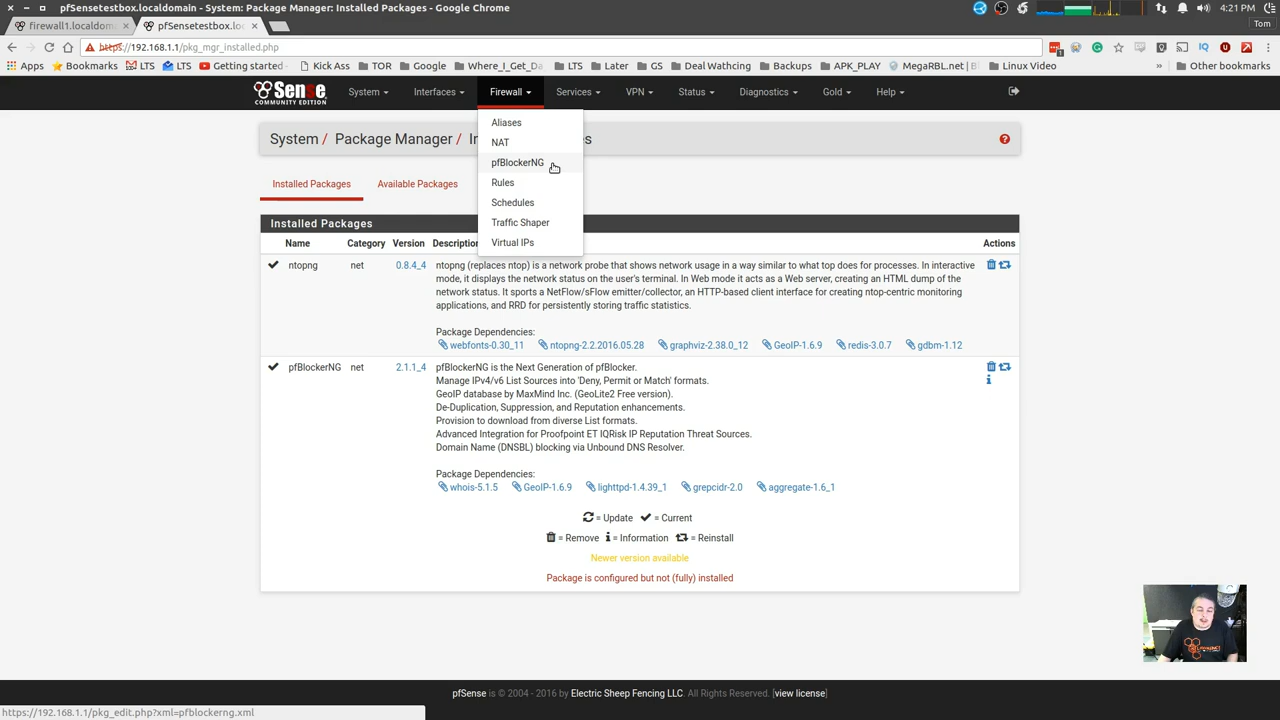 pfSensetestbox.localdomain - System: Package Manager: Installed Packages - Google Chrome
4:21 PM
firewall1.localdomai ×
pfSensetestbox.locald ×
Tom
https://192.168.1.1/pkg_mgr_installed.php
Apps
Bookmarks
LTS
LTS
Getting started
Kick Ass
TOR
Google
Where_I_Get_Da
LTS
Later
GS
Deal Wathcing
Backups
APK_PLAY
MegaRBL.net |
Linux Video
»
Other bookmarks
Sense
COMMUNITY EDITION
System
Interfaces
Firewall
Services
VPN
Status
Diagnostics
Gold
Help
Aliases
NAT
pfBlockerNG
Rules
Schedules
Traffic Shaper
Virtual IPs
System / Package Manager / In es
Installed Packages
Available Packages
Installed Packages
Name Category Version Description Actions
ntopng net 0.8.4_4 ntopng (replaces ntop) is a network probe that shows network usage in a way similar to what top does for processes. In interactive
mode, it displays the network status on the user's terminal. In Web mode it acts as a Web server, creating an HTML dump of the
network status. It sports a NetFlow/sFlow emitter/collector, an HTTP-based client interface for creating ntop-centric monitoring
applications, and RRD for persistently storing traffic statistics.
Package Dependencies:
webfonts-0.30_11 ntopng-2.2.2016.05.28 graphviz-2.38.0_12 GeoIP-1.6.9 redis-3.0.7 gdbm-1.12
pfBlockerNG net 2.1.1_4 pfBlockerNG is the Next Generation of pfBlocker.
Manage IPv4/v6 List Sources into 'Deny, Permit or Match' formats.
GeoIP database by MaxMind Inc. (GeoLite2 Free version).
De-Duplication, Suppression, and Reputation enhancements.
Provision to download from diverse List formats.
Advanced Integration for Proofpoint ET IQRisk IP Reputation Threat Sources.
Domain Name (DNSBL) blocking via Unbound DNS Resolver.
Package Dependencies:
whois-5.1.5 GeoIP-1.6.9 lighttpd-1.4.39_1 grepcidr-2.0 aggregate-1.6_1
= Update = Current
= Remove = Information = Reinstall
Newer version available
Package is configured but not (fully) installed
pfSense is © 2004 - 2016 by Electric Sheep Fencing LLC. All Rights Reserved. [view license]
https://192.168.1.1/pkg_edit.php?xml=pfblockerng.xml